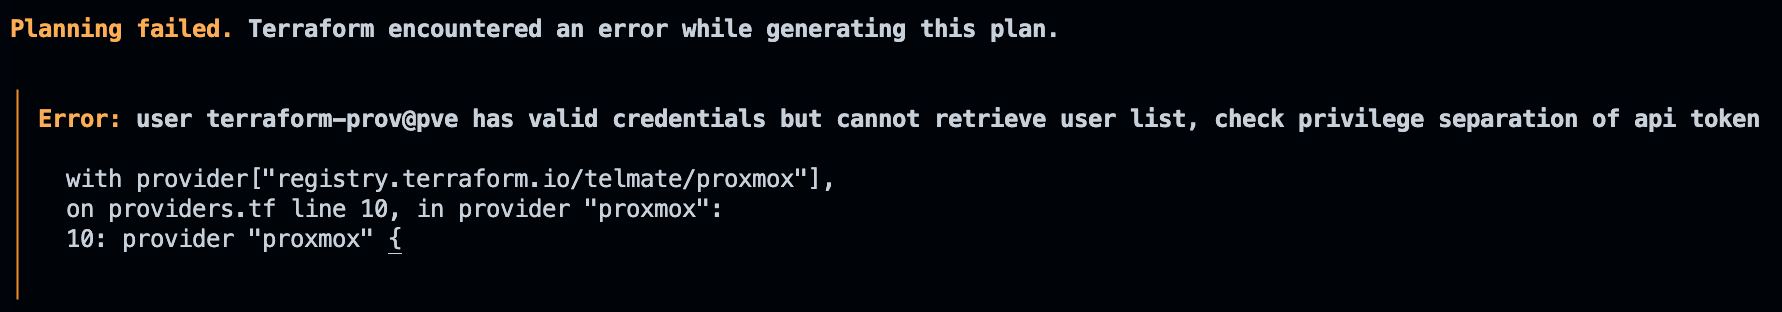 Planning failed. Terraform encountered an error while generating this plan.
Error: user terraform-prov@pve has valid credentials but cannot retrieve user list, check privilege separation of api token
with provider["registry.terraform.io/telmate/proxmox"],
on providers.tf line 10, in provider "proxmox":
10: provider "proxmox" {